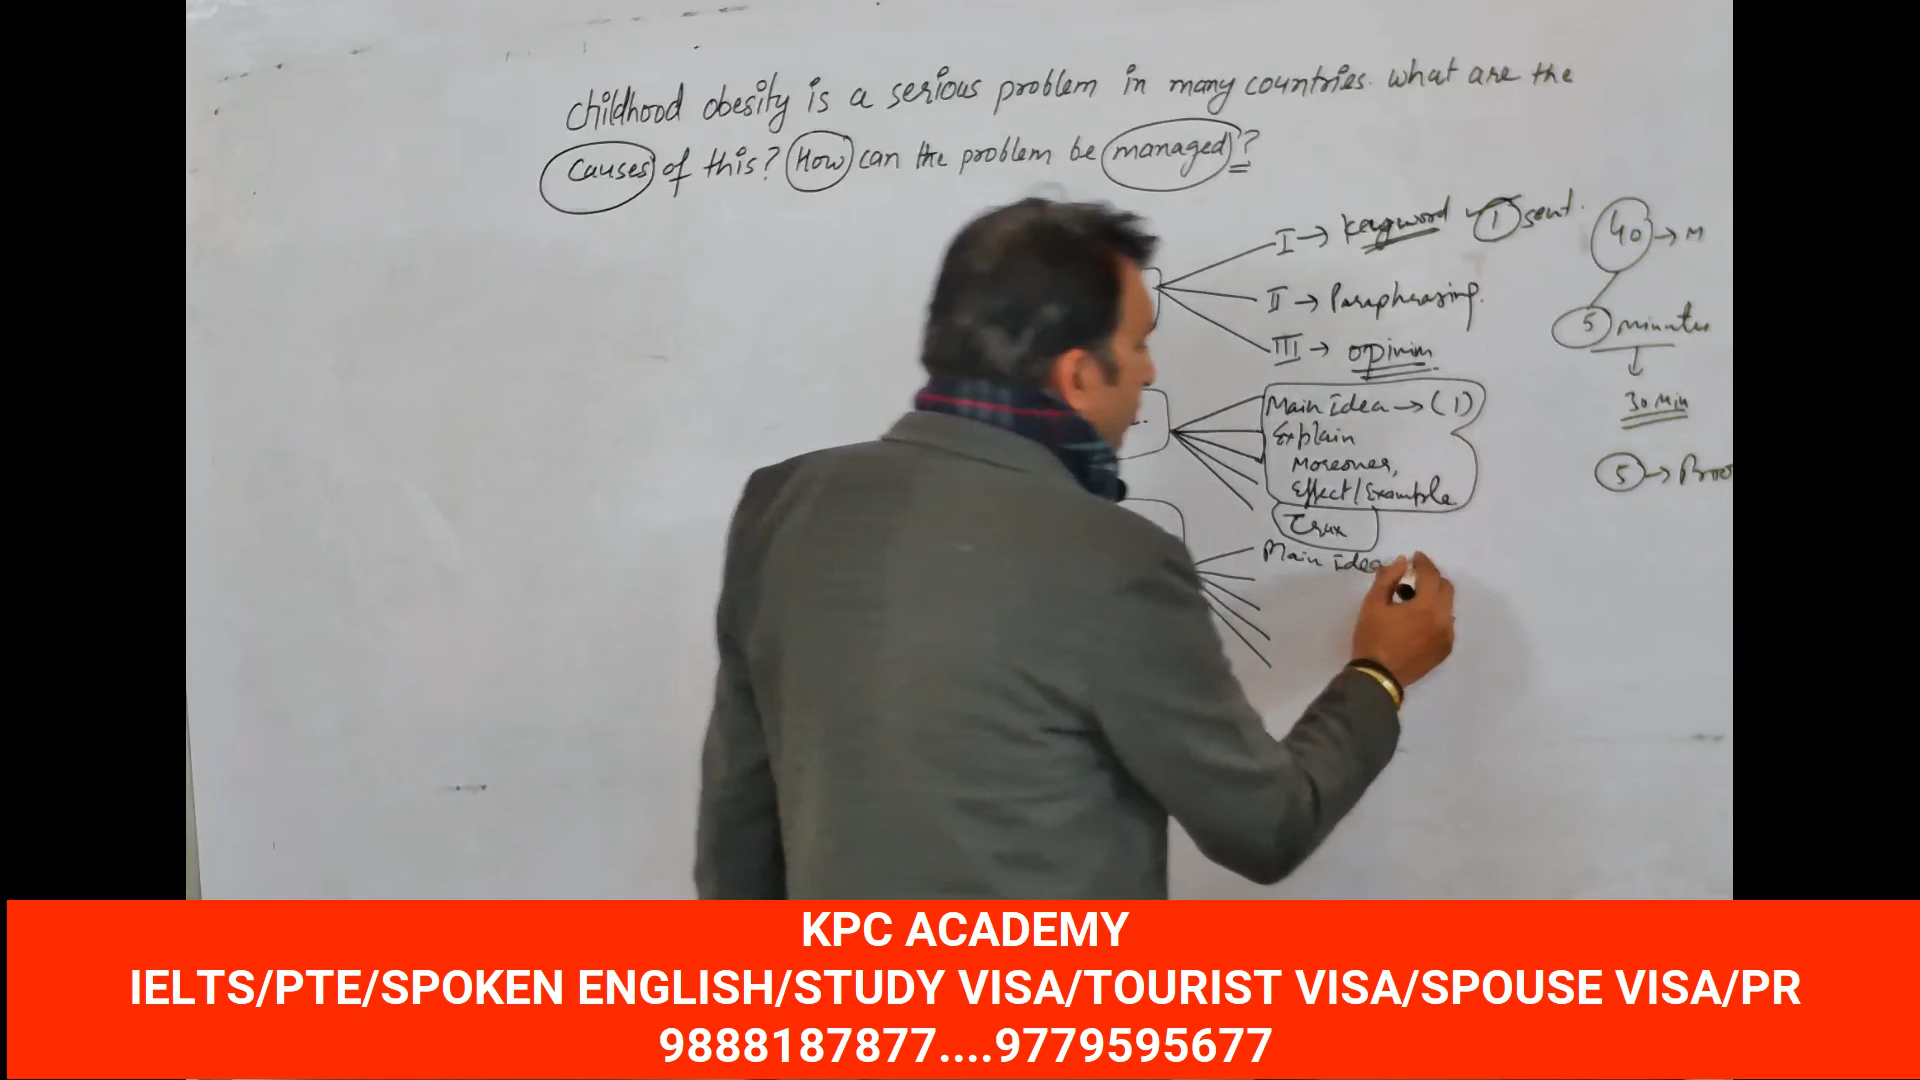 Childhood obesity is a serious problem in many countries. What are the
causes of this? How can the problem be managed?
I → keyword 1 sent.
II → Paraphrasing.
III → opinion
40 → M
5 minutes
30 Min
5 →
Main Idea → (1)
Explain
Moreover,
Effect/Example
Crux
Main Idea
KPC ACADEMY
IELTS/PTE/SPOKEN ENGLISH/STUDY VISA/TOURIST VISA/SPOUSE VISA/PR
9888187877....9779595677